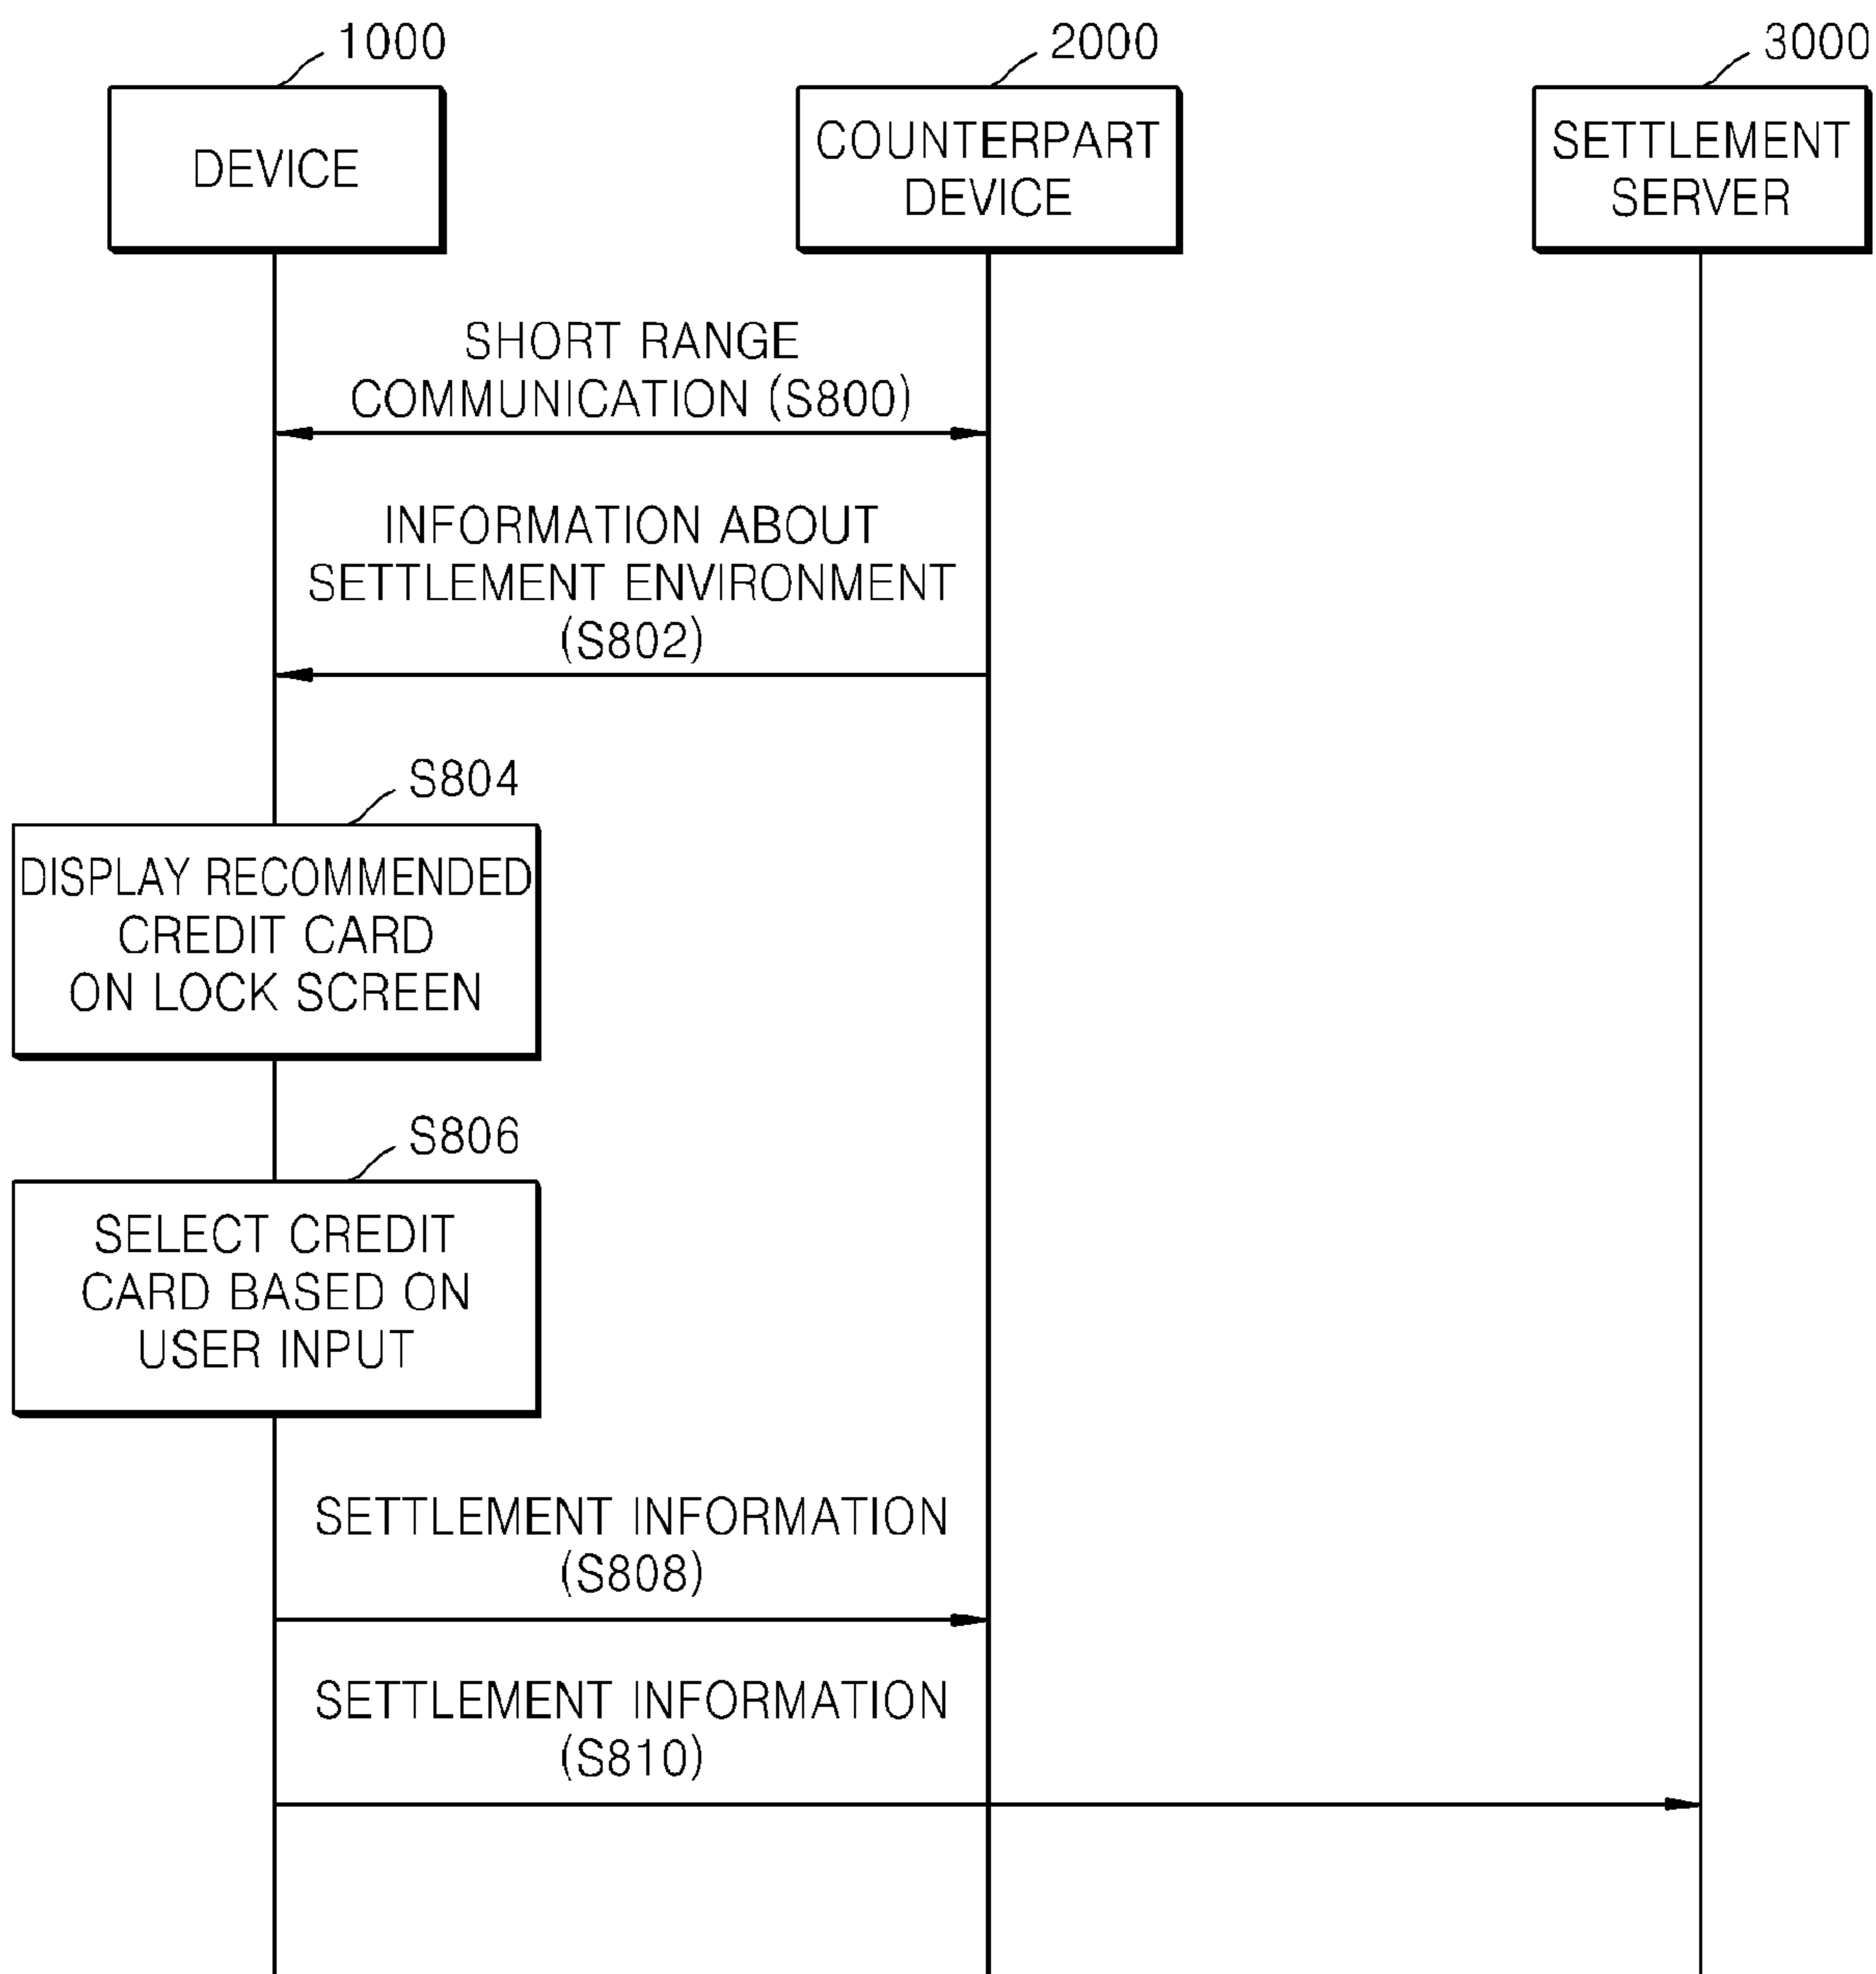 1000
2000
3000
DEVICE
COUNTERPART
DEVICE
SETTLEMENT
SERVER
SHORT RANGE
COMMUNICATION (S800)
INFORMATION ABOUT
SETTLEMENT ENVIRONMENT
(S802)
S804
DISPLAY RECOMMENDED
CREDIT CARD
ON LOCK SCREEN
S806
SELECT CREDIT
CARD BASED ON
USER INPUT
SETTLEMENT INFORMATION
(S808)
SETTLEMENT INFORMATION
(S810)